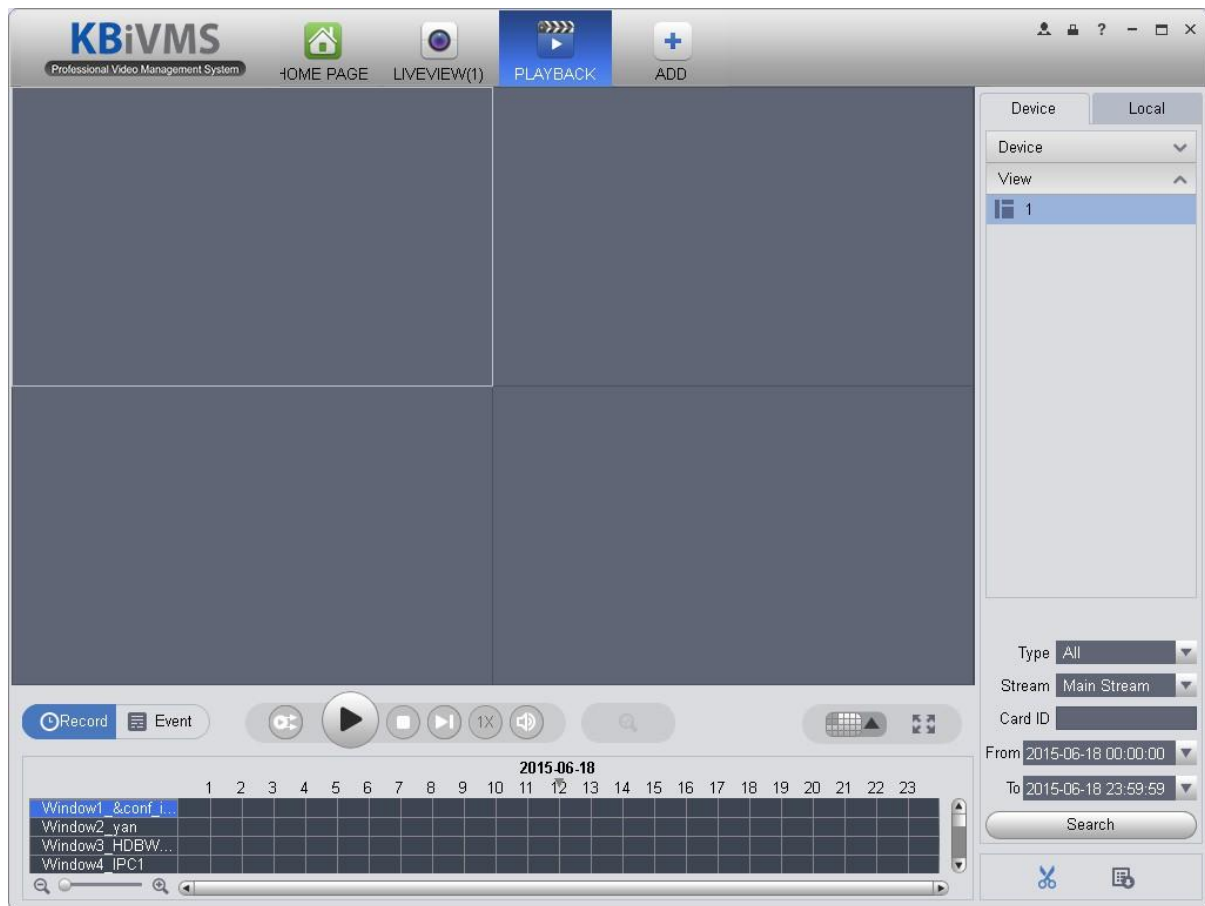 KBiVMS
Professional Video Management System
HOME PAGE
LIVEVIEW(1)
PLAYBACK
ADD
?
Device
Local
Device
View
1
Type All
Stream Main Stream
Card ID
From 2015-06-18 00:00:00
To 2015-06-18 23:59:59
Search
Record
Event
1X
2015-06-18
1 2 3 4 5 6 7 8 9 10 11 12 13 14 15 16 17 18 19 20 21 22 23
Window1_&conf_i...
Window2_yan
Window3_HDBW...
Window4_IPC1